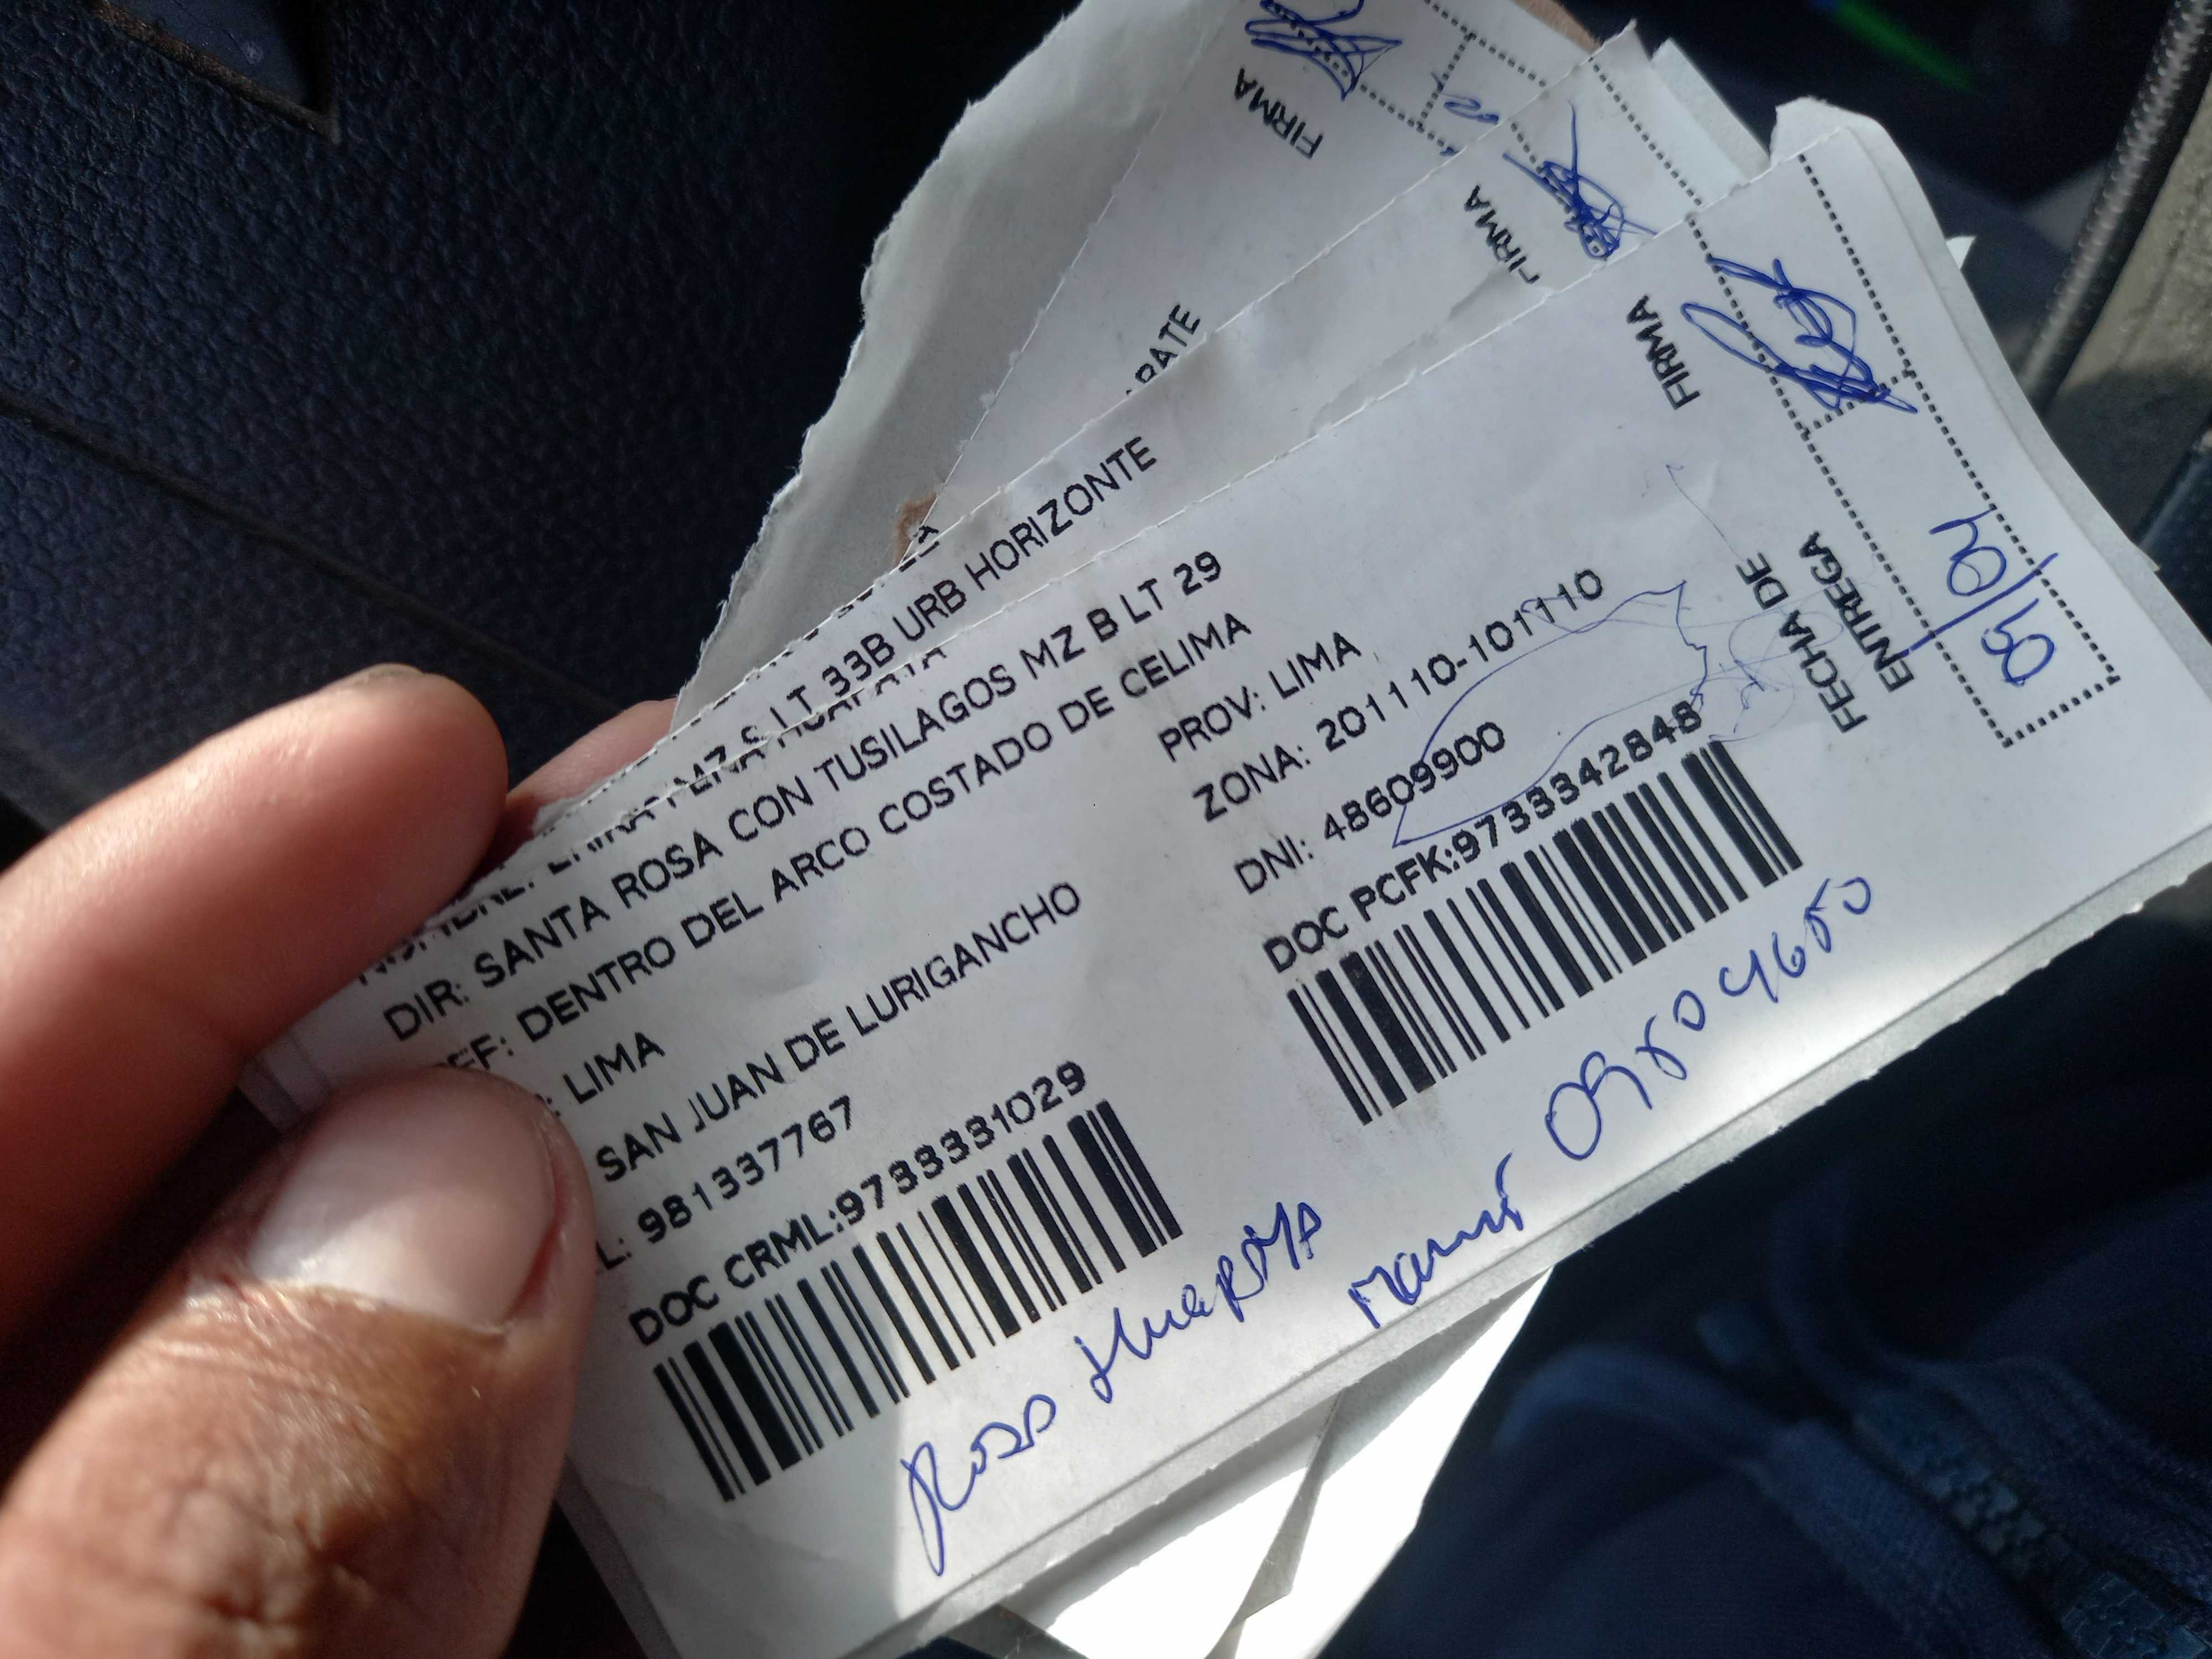 FIRMA
FIRMA
URB HORIZONTE
LT 33B
DIR: SANTA ROSA CON TUSILAGOS MZ B LT 29
DENTRO DEL ARCO COSTADO DE CELIMA
LIMA
PROV: LIMA
SAN JUAN DE LURIGANCHO
ZONA: 201110-101110
981337767
DNI: 48609900
DOC CRML:9733331029
DOC PCFK:9733342848
FIRMA
FECHA DE
ENTREGA
Rosa
Mamá